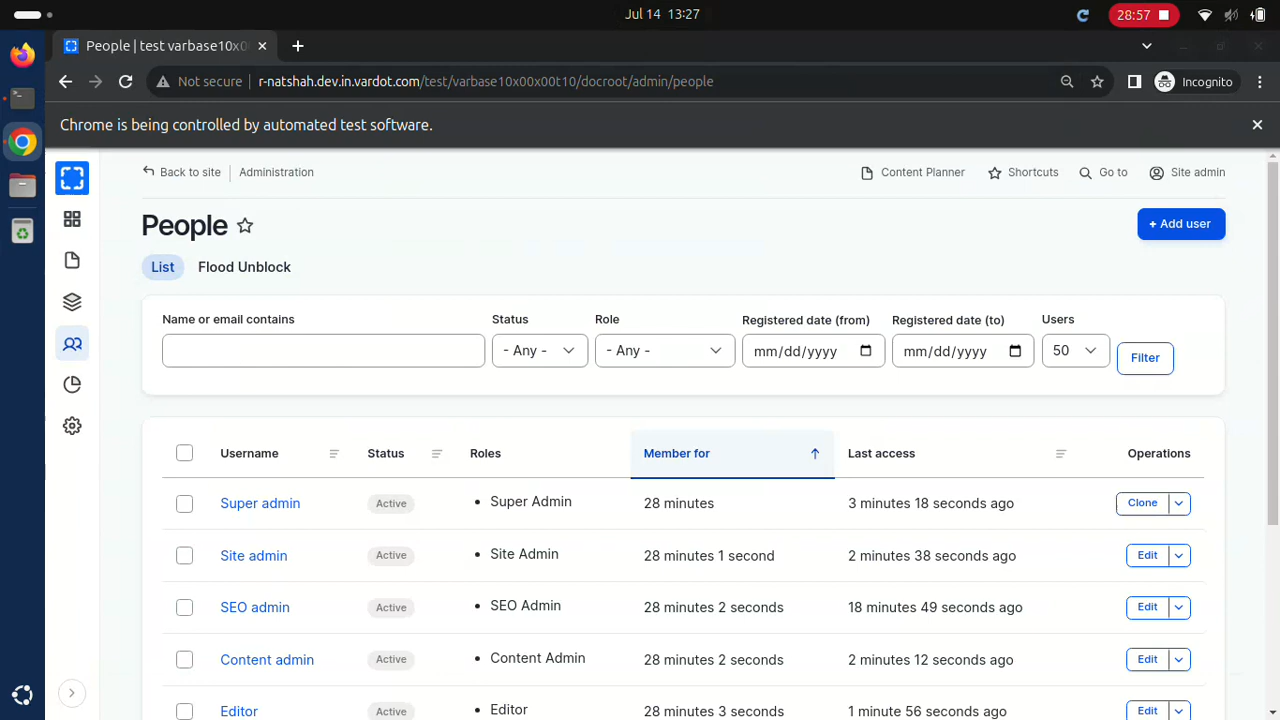 Jul 14 13:27
28:57
People | test varbase10x0
Not secure r-natshah.dev.in.vardot.com/test/varbase10x00x00t10/docroot/admin/people
Incognito
Chrome is being controlled by automated test software.
Back to site Administration Content Planner Shortcuts Go to Site admin
People
+ Add user
List Flood Unblock
Name or email contains Status Role Registered date (from) Registered date (to) Users
- Any - - Any - mm/dd/yyyy mm/dd/yyyy 50 Filter
Username Status Roles Member for Last access Operations
Super admin Active • Super Admin 28 minutes 3 minutes 18 seconds ago Clone
Site admin Active • Site Admin 28 minutes 1 second 2 minutes 38 seconds ago Edit
SEO admin Active • SEO Admin 28 minutes 2 seconds 18 minutes 49 seconds ago Edit
Content admin Active • Content Admin 28 minutes 2 seconds 2 minutes 12 seconds ago Edit
Editor Active • Editor 28 minutes 3 seconds 1 minute 56 seconds ago Edit